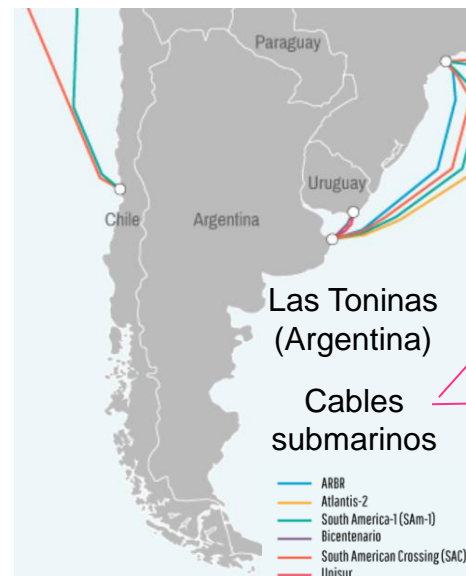 Paraguay
Uruguay
Chile
Argentina
Las Toninas
(Argentina)
Cables
submarinos
ARBR
Atlantis-2
South America-1 (SAm-1)
Bicentenario
South American Crossing (SAC)
Unisur